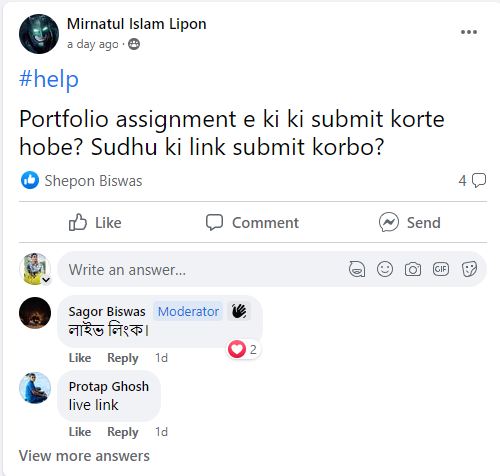 Mirnatul Islam Lipon
a day ago ·
#help
Portfolio assignment e ki ki submit korte
hobe? Sudhu ki link submit korbo?
Shepon Biswas
4
Like Comment Send
Write an answer...
GIF
Sagor Biswas Moderator
লাইভ লিংক।
2
Like Reply 1d
Protap Ghosh
live link
Like Reply 1d
View more answers